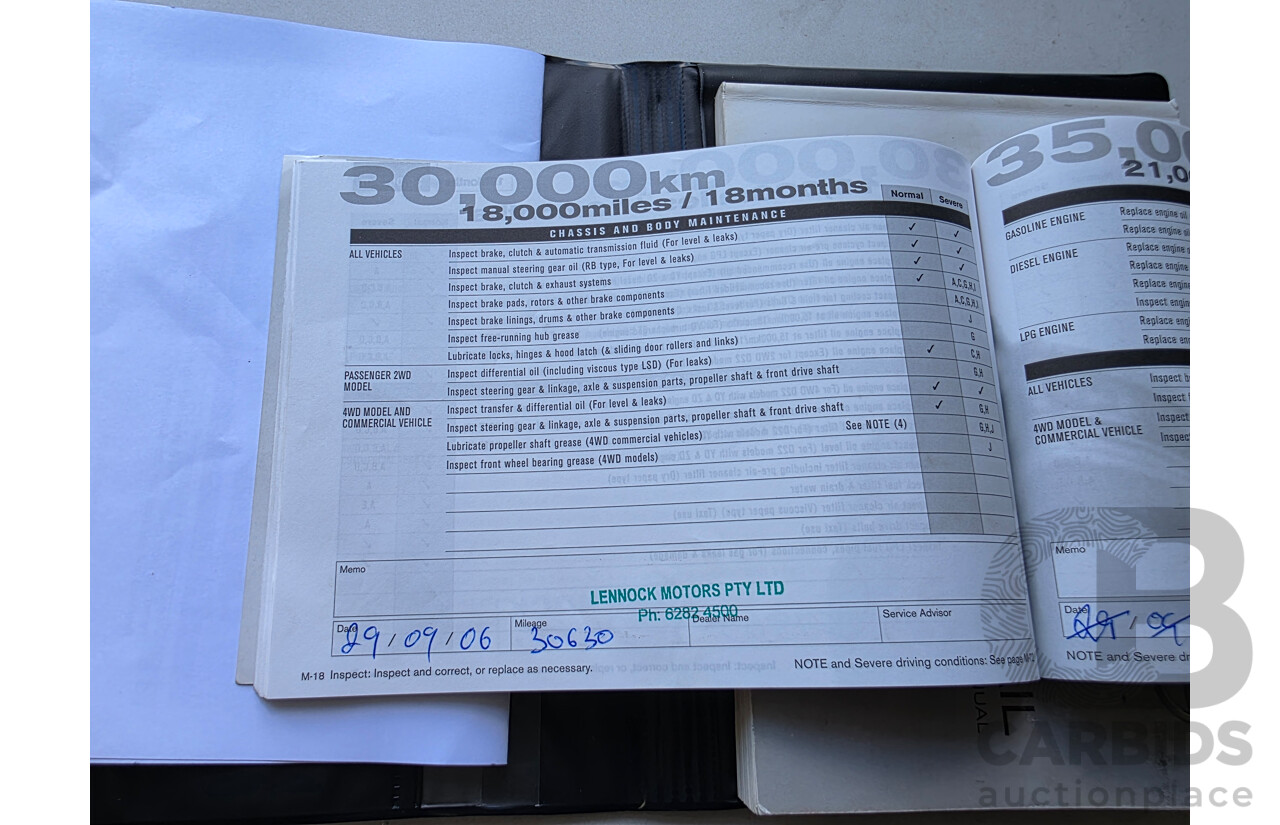 30,000km
18,000miles / 18months
Normal
Severe
CHASSIS AND BODY MAINTENANCE
ALL VEHICLES
Inspect brake, clutch & automatic transmission fluid (For level & leaks) ✓ ✓
Inspect manual steering gear oil (RB type, For level & leaks) ✓ ✓
Inspect brake, clutch & exhaust systems ✓ ✓
Inspect brake pads, rotors & other brake components ✓ A,C,G,H,J
Inspect brake linings, drums & other brake components A,C,G,H,J
Inspect free-running hub grease J
Lubricate locks, hinges & hood latch (& sliding door rollers and links) G
PASSENGER 2WD
MODEL
Inspect differential oil (including viscous type LSD) (For leaks) ✓ C,H
Inspect steering gear & linkage, axle & suspension parts, propeller shaft & front drive shaft G,H
4WD MODEL AND
COMMERCIAL VEHICLE
Inspect transfer & differential oil (For level & leaks) ✓ ✓
Inspect steering gear & linkage, axle & suspension parts, propeller shaft & front drive shaft ✓ G,H
Lubricate propeller shaft grease (4WD commercial vehicles) See NOTE (4) G,H,J
Inspect front wheel bearing grease (4WD models) J
Memo
LENNOCK MOTORS PTY LTD
Ph: 6282 4500
Date
29/09/06
Mileage
30630
Dealer Name
Service Advisor
M-18 Inspect: Inspect and correct, or replace as necessary.
NOTE and Severe driving conditions: See page
35,0
21,0
GASOLINE ENGINE
Replace engine oil
Replace engine oil
DIESEL ENGINE
Replace engine
Replace engine
Replace engine
Inspect engin
LPG ENGINE
Replace eng
Replace en
ALL VEHICLES
Inspect b
Inspect
4WD MODEL &
COMMERCIAL VEHICLE
Inspect
Inspec
Memo
Date
NOTE and Severe dr
CB
CARBIDS
auctionplace